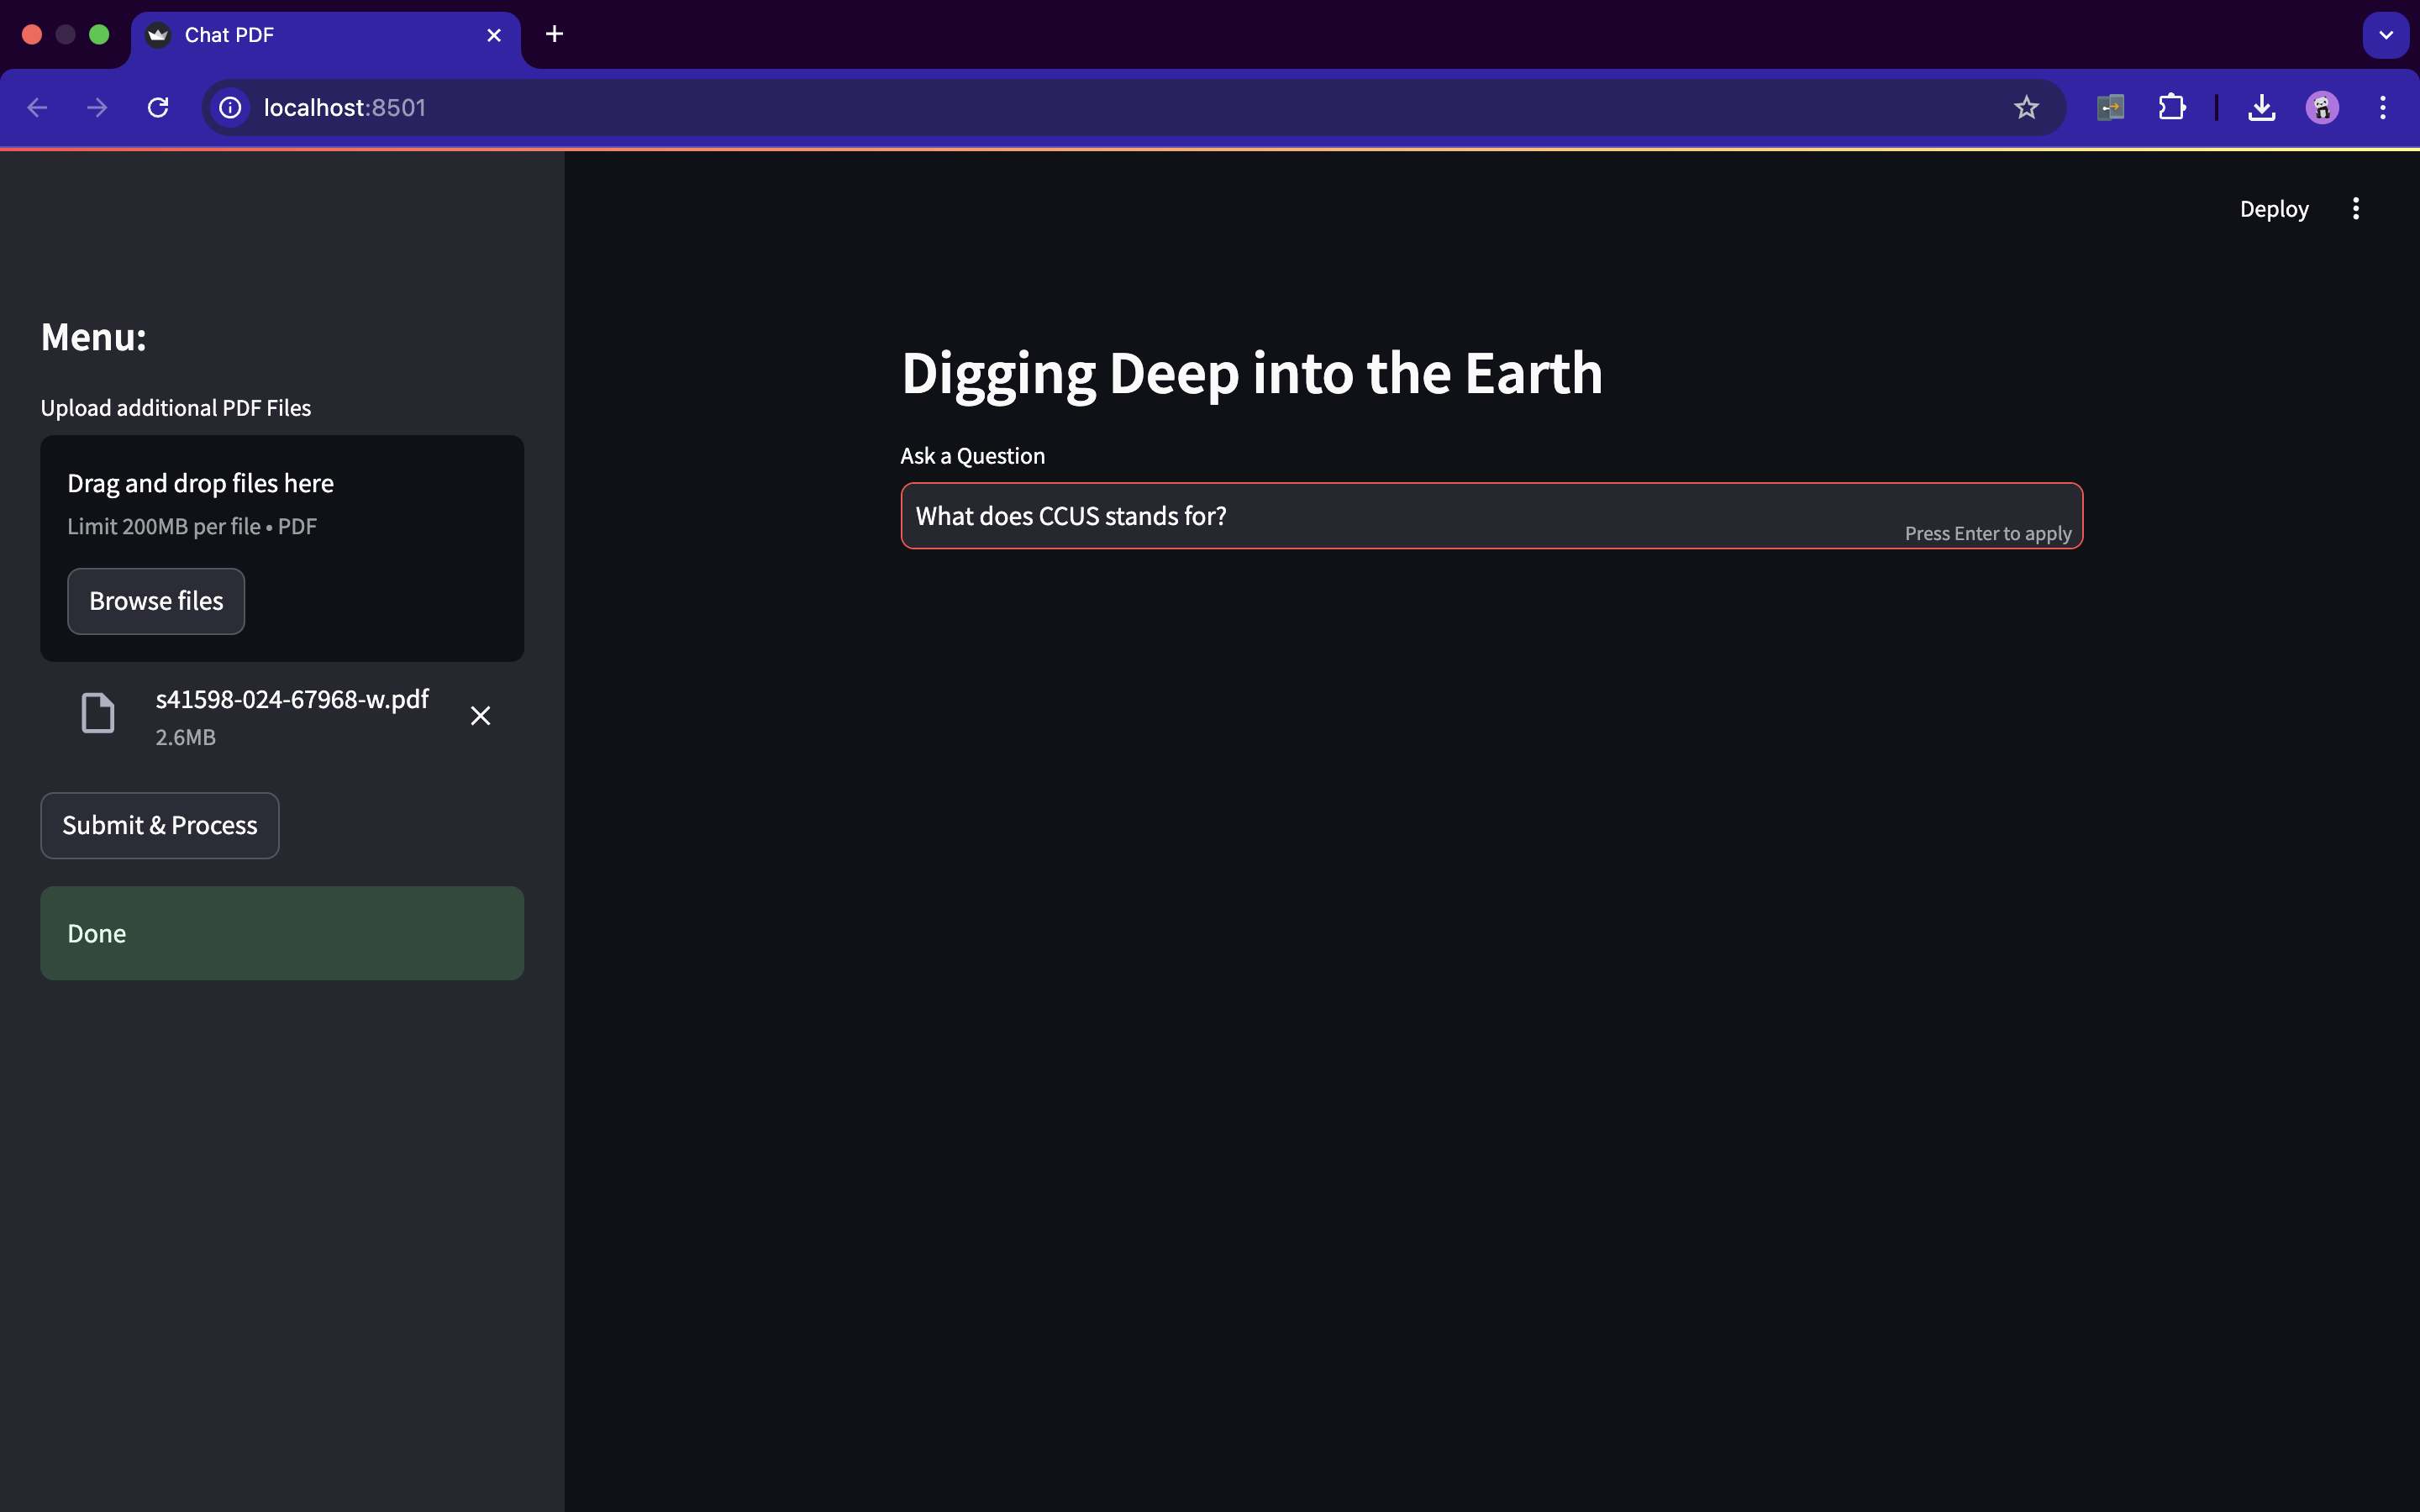 Chat PDF
localhost:8501
Deploy
Menu:
Upload additional PDF Files
Drag and drop files here
Limit 200MB per file • PDF
Browse files
s41598-024-67968-w.pdf
2.6MB
Submit & Process
Done
Digging Deep into the Earth
Ask a Question
What does CCUS stands for?
Press Enter to apply